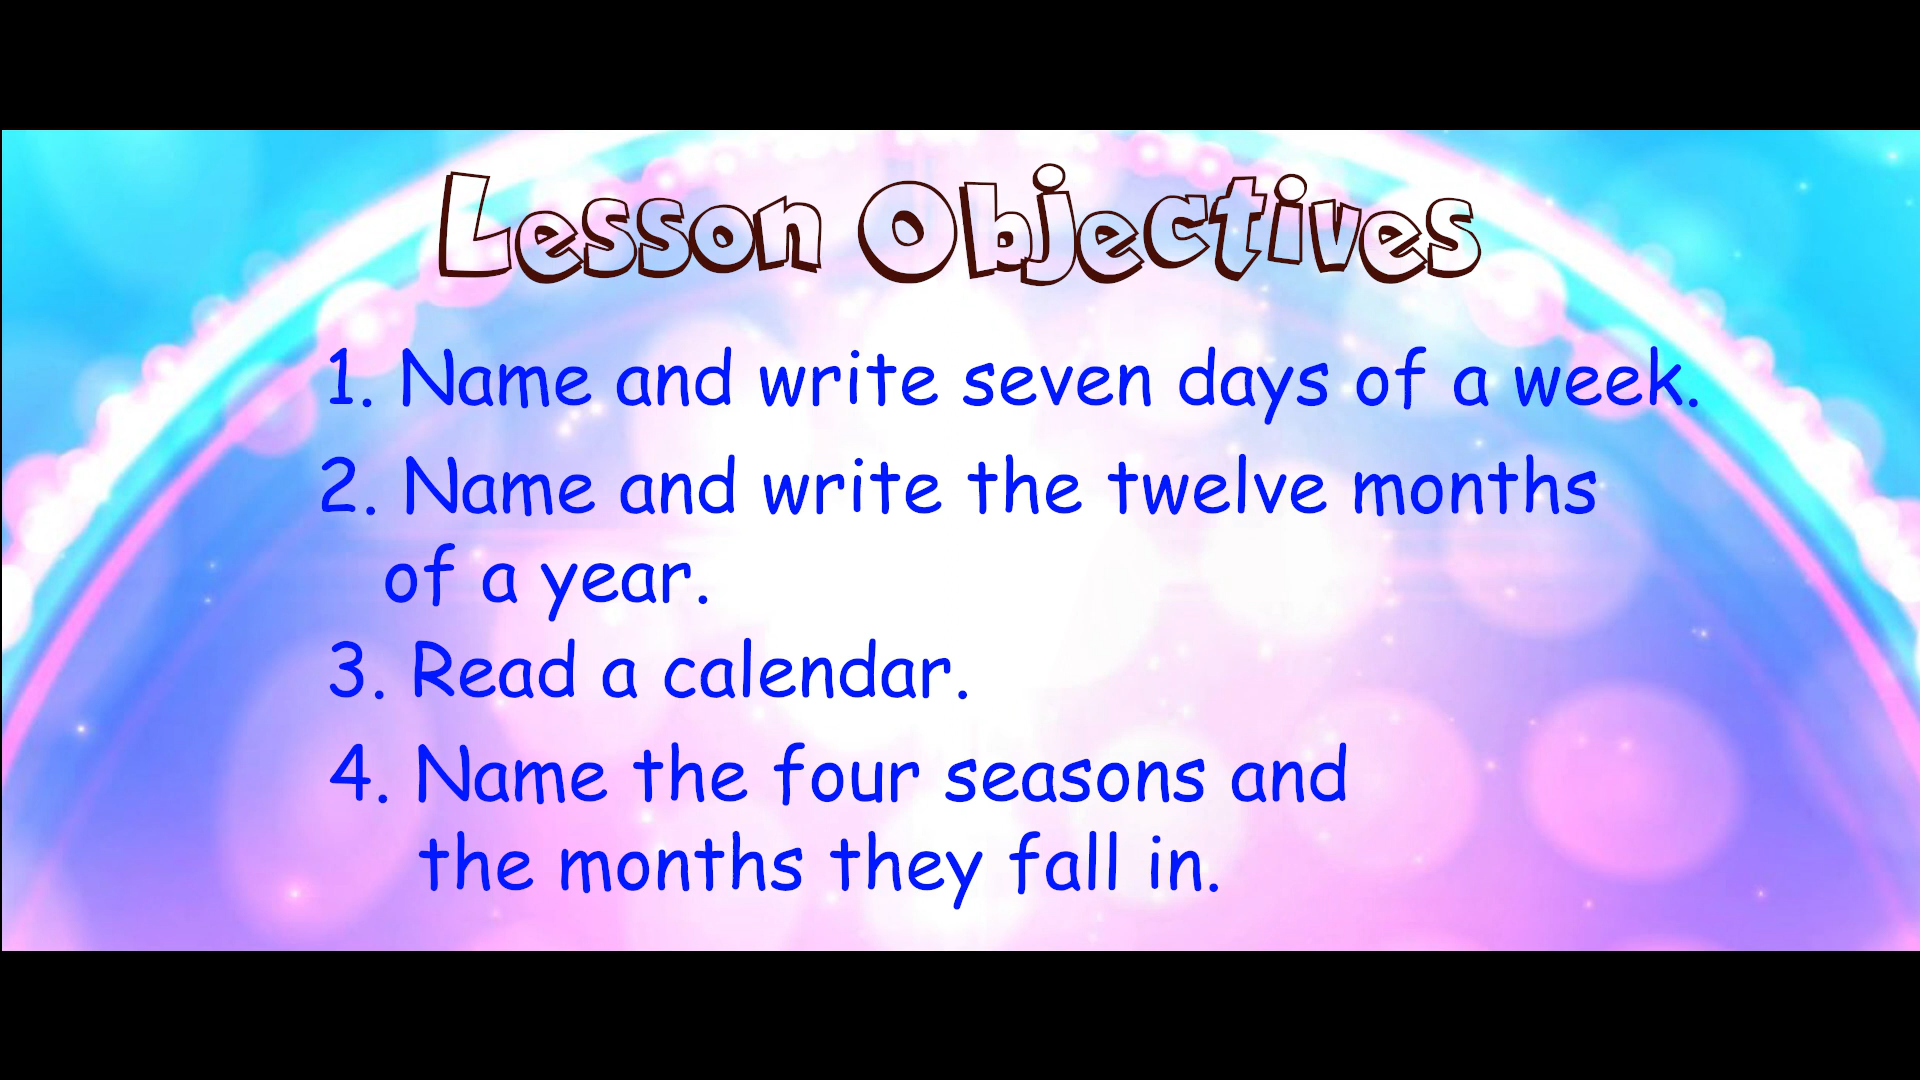 Lesson Objectives
1. Name and write seven days of a week.
2. Name and write the twelve months
of a year.
3. Read a calendar.
4. Name the four seasons and
the months they fall in.